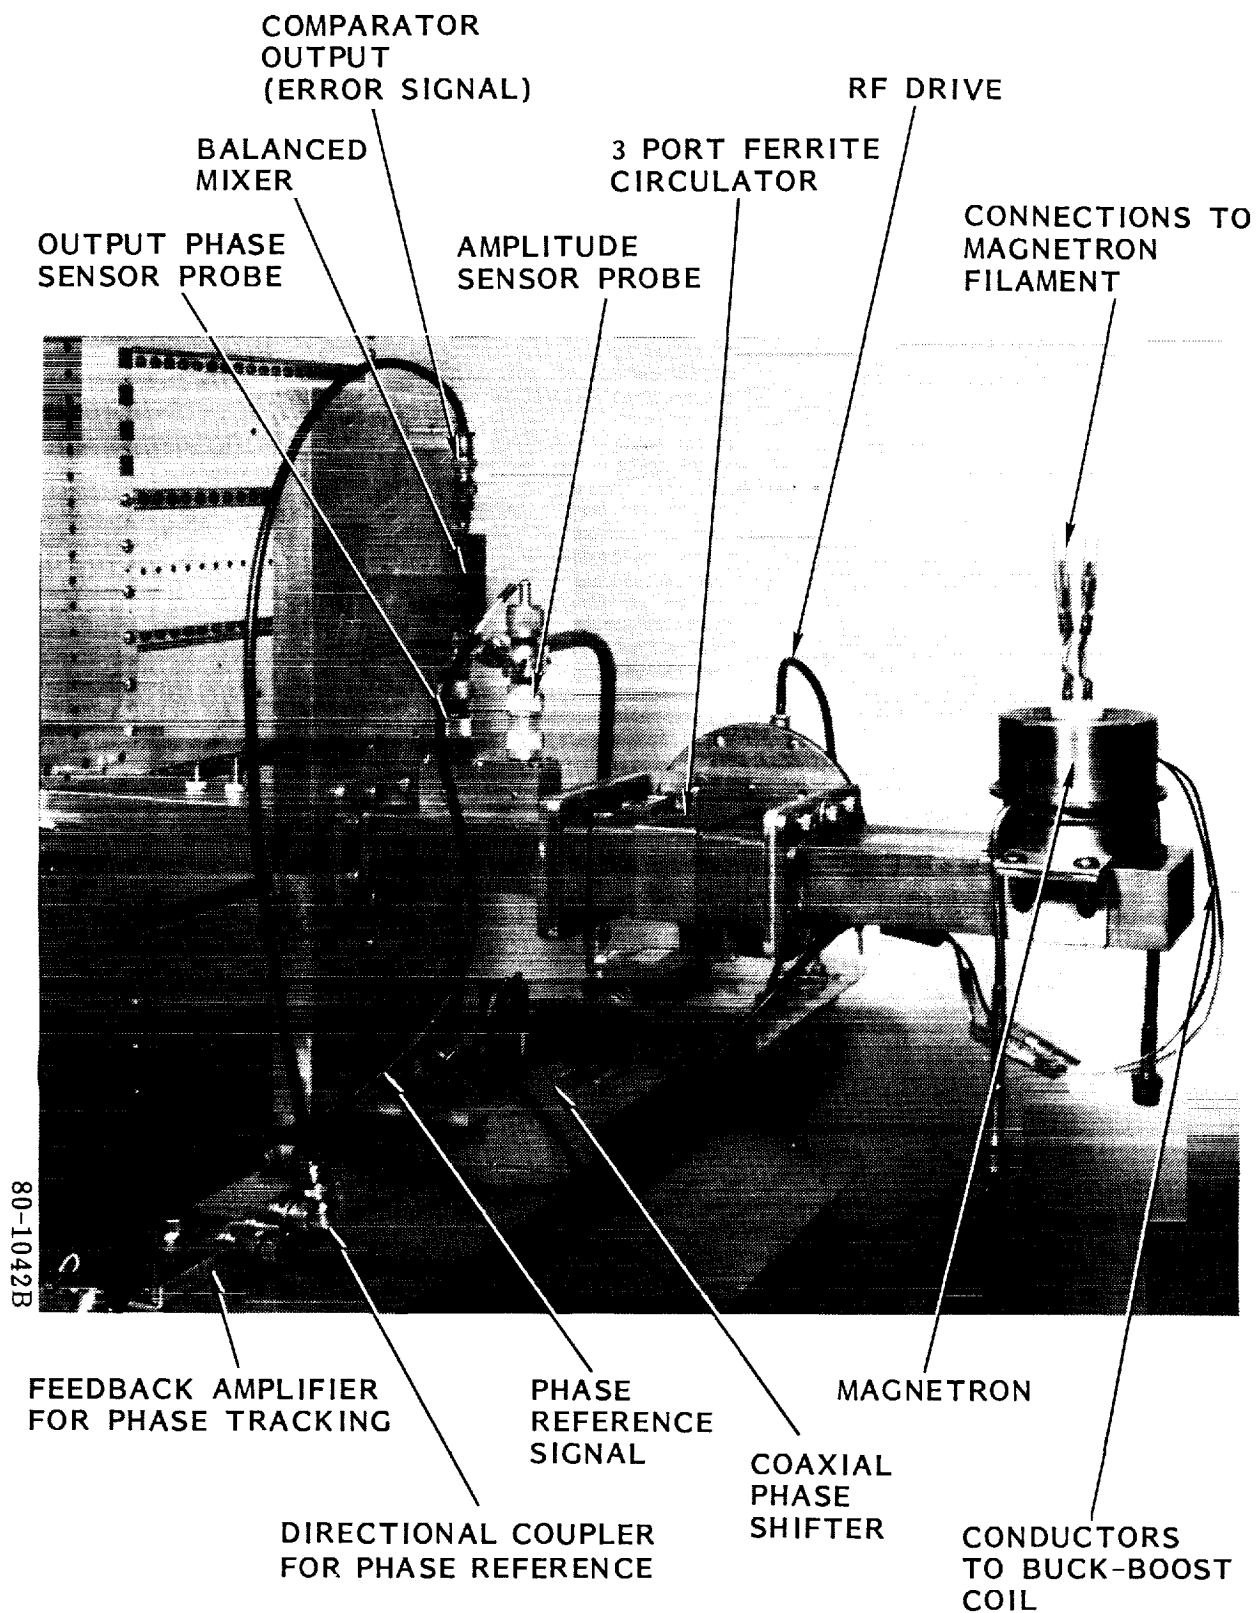 COMPARATOR
OUTPUT
(ERROR SIGNAL)
RF DRIVE
BALANCED
MIXER
3 PORT FERRITE
CIRCULATOR
CONNECTIONS TO
MAGNETRON
FILAMENT
OUTPUT PHASE
SENSOR PROBE
AMPLITUDE
SENSOR PROBE
80-1042B
FEEDBACK AMPLIFIER
FOR PHASE TRACKING
PHASE
REFERENCE
SIGNAL
MAGNETRON
COAXIAL
PHASE
SHIFTER
DIRECTIONAL COUPLER
FOR PHASE REFERENCE
CONDUCTORS
TO BUCK-BOOST
COIL